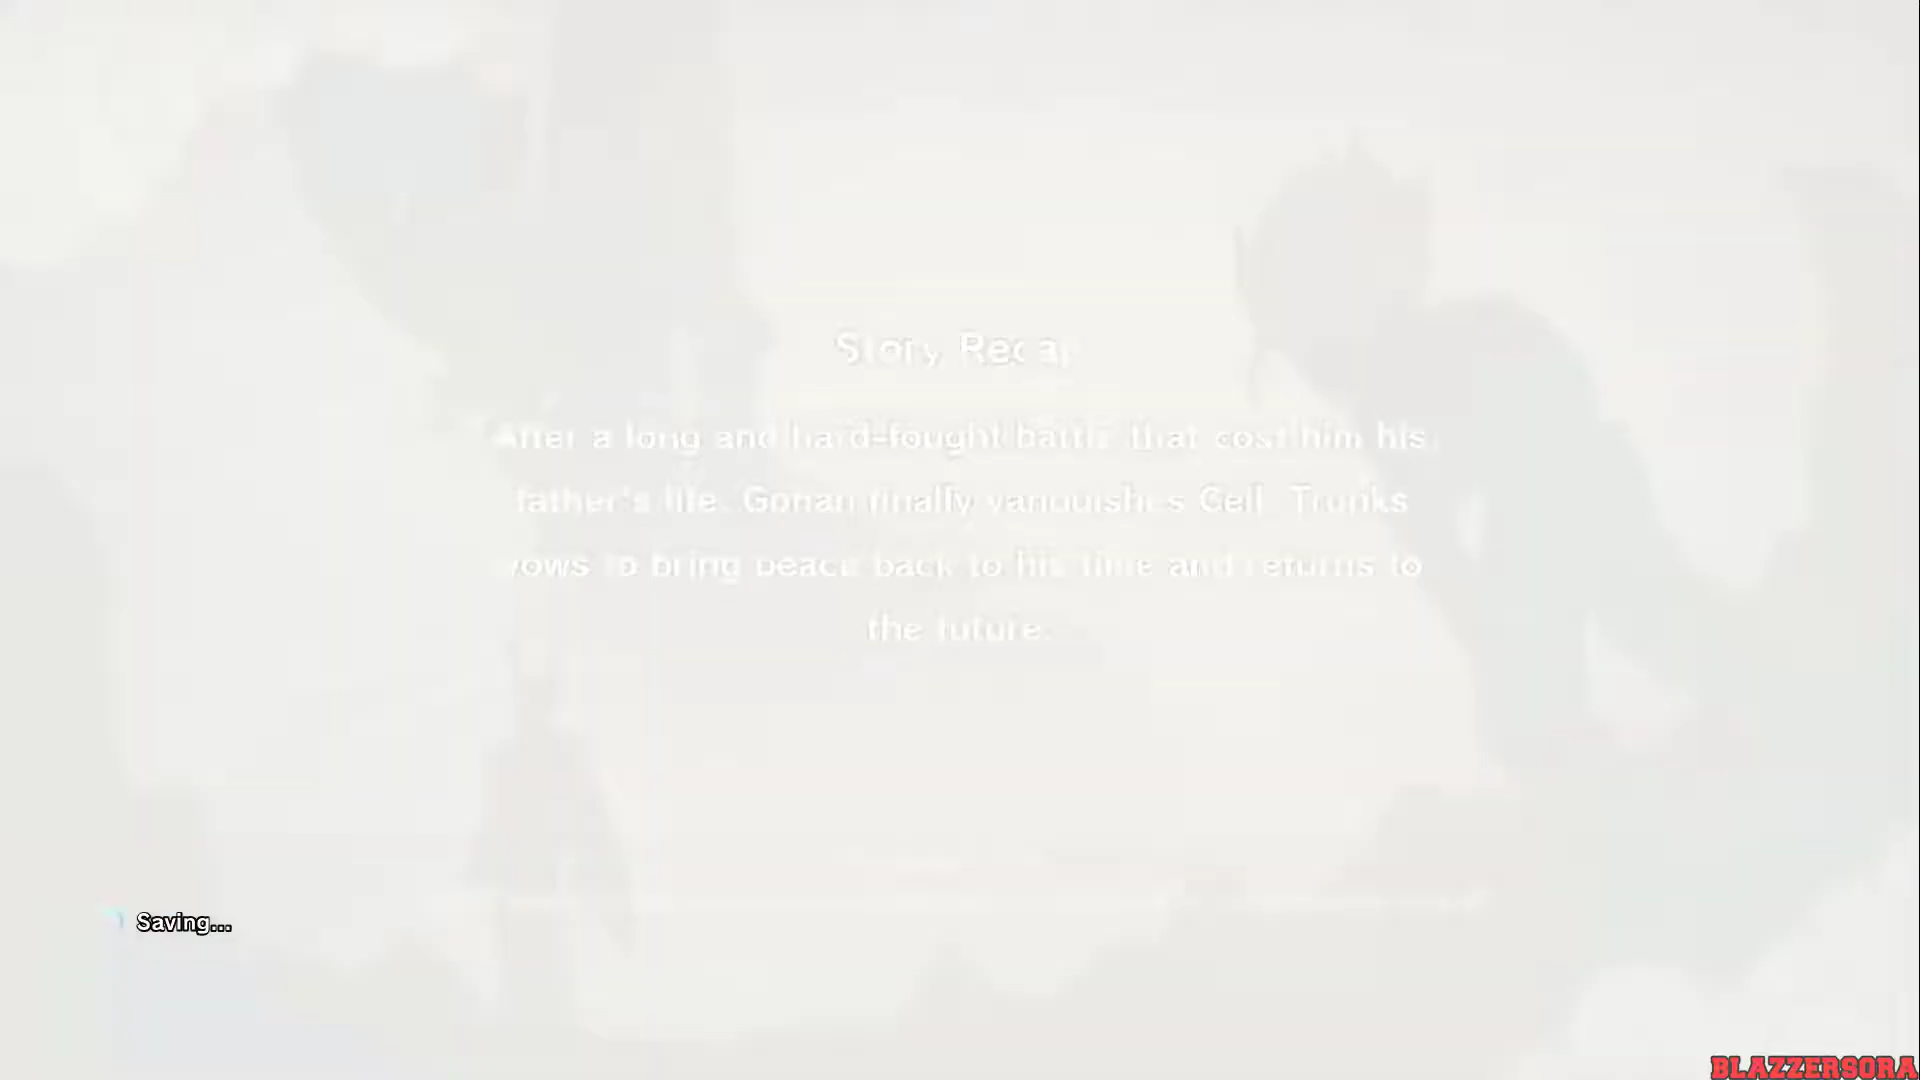 Story Recap
After a long and hard-fought battle that cost him his
father's life, Gohan finally vanquishes Cell. Trunks
vows to bring peace back to his time and returns to
the future.
Saving...
BLAZZERSORA